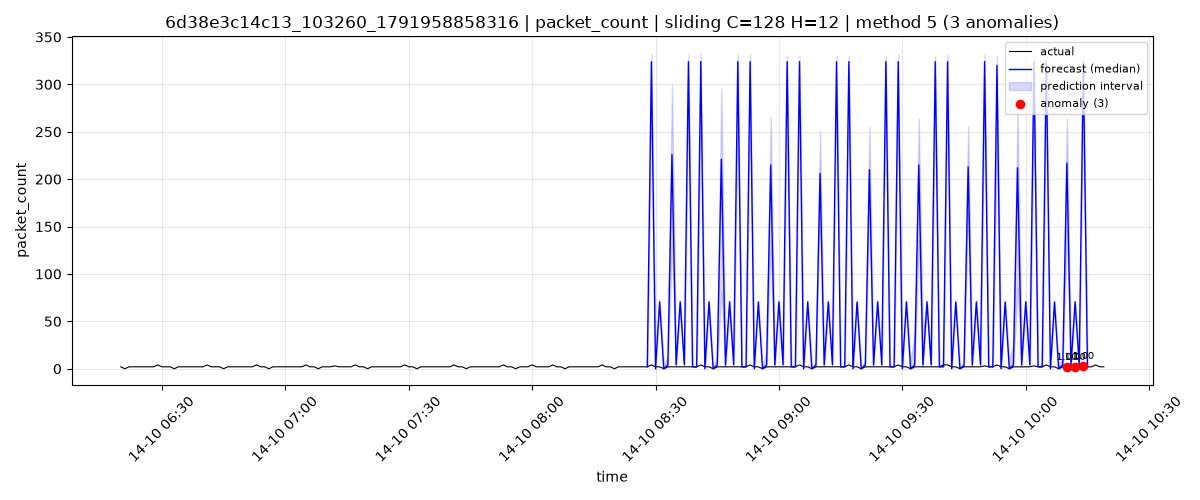 6d38e3c14c13_103260_1791958858316 | packet_count | sliding C=128 H=12 | method 5 (3 anomalies)
actual
forecast (median)
prediction interval
anomaly (3)
packet_count
350
300
250
200
150
100
50
0
14-10 06:30
14-10 07:00
14-10 07:30
14-10 08:00
14-10 08:30
14-10 09:00
14-10 09:30
14-10 10:00
14-10 10:30
time